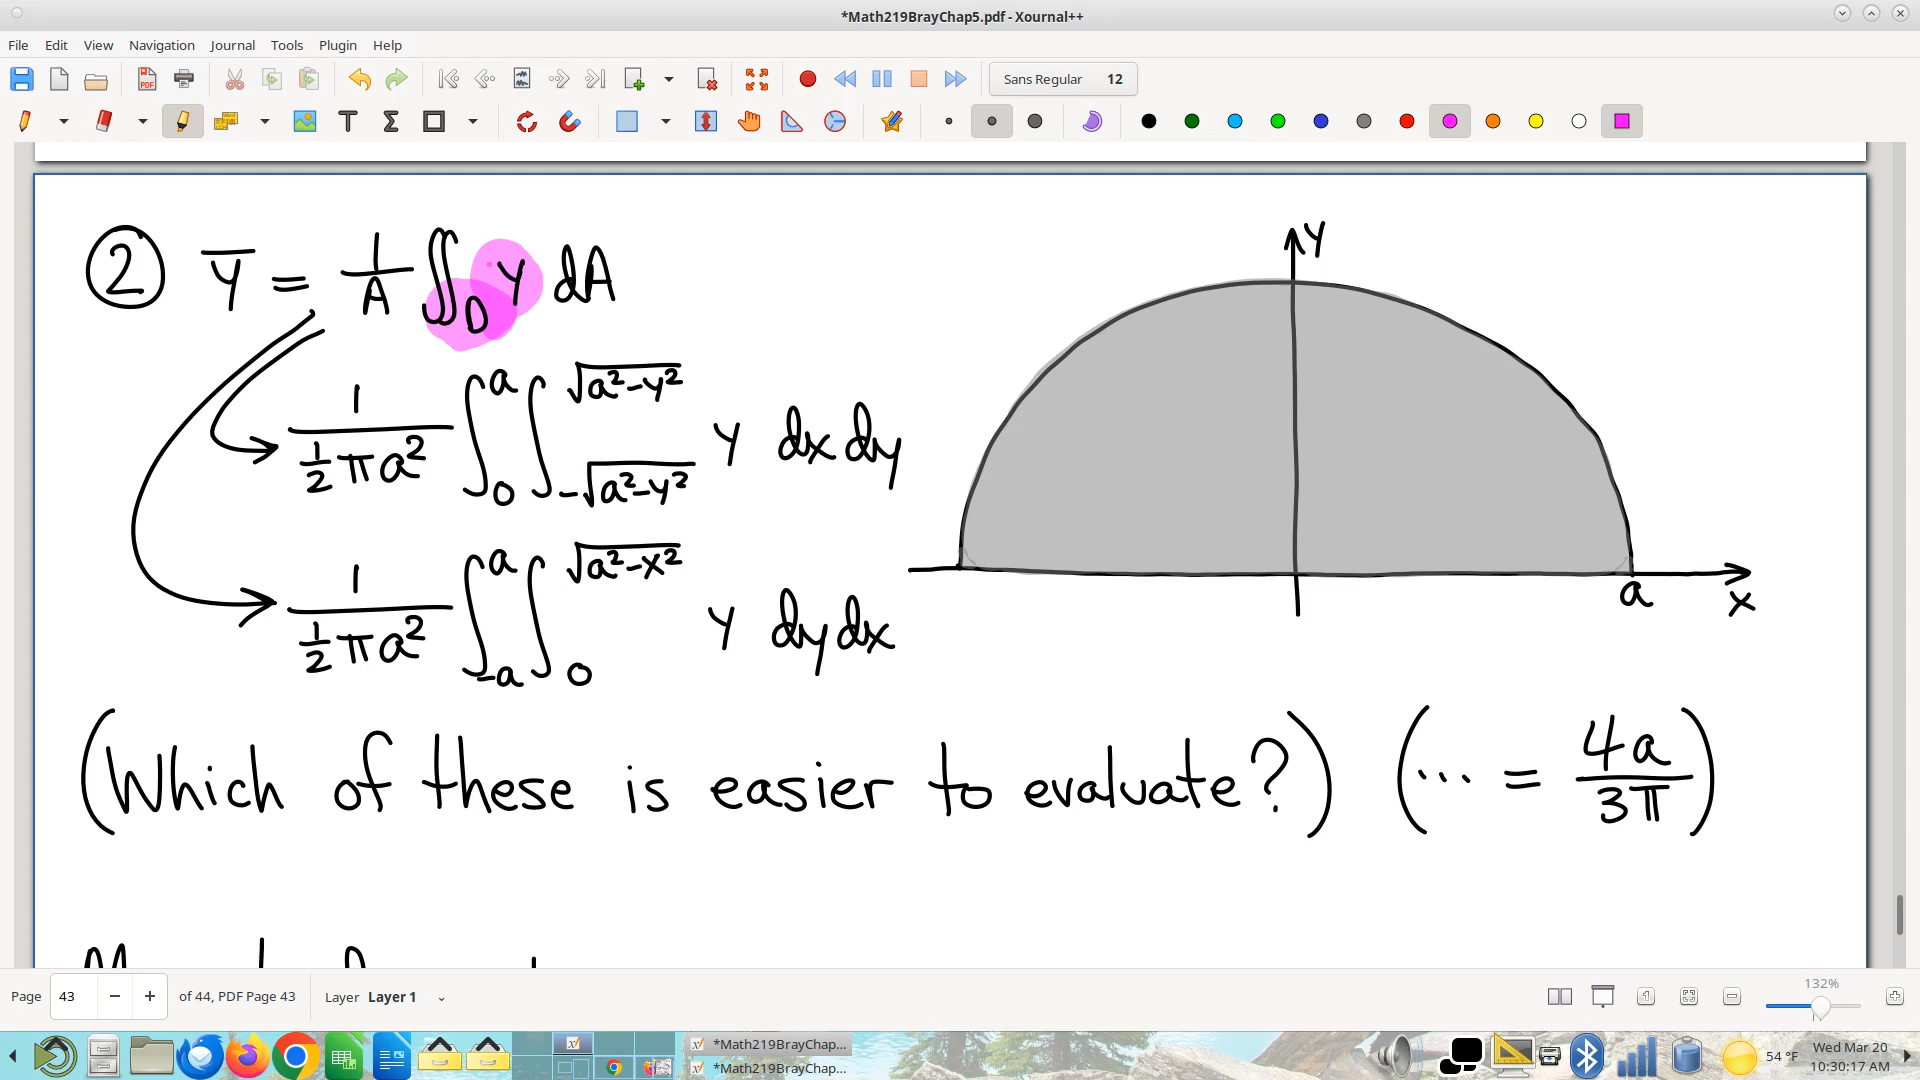 *Math219BrayChap5.pdf - Xournal++
File Edit View Navigation Journal Tools Plugin Help
Sans Regular 12
② ȳ = 1/A ∬_D y dA
1/(½πa²) ∫₀^a ∫_{-√(a²-y²)}^{√(a²-y²)} y dx dy
1/(½πa²) ∫_{-a}^a ∫₀^{√(a²-x²)} y dy dx
y
a
x
(Which of these is easier to evaluate?) (... = 4a/3π)
Page 43 of 44, PDF Page 43 Layer Layer 1 132%
*Math219BrayChap...
*Math219BrayChap...
54 °F
Wed Mar 20
10:30:17 AM